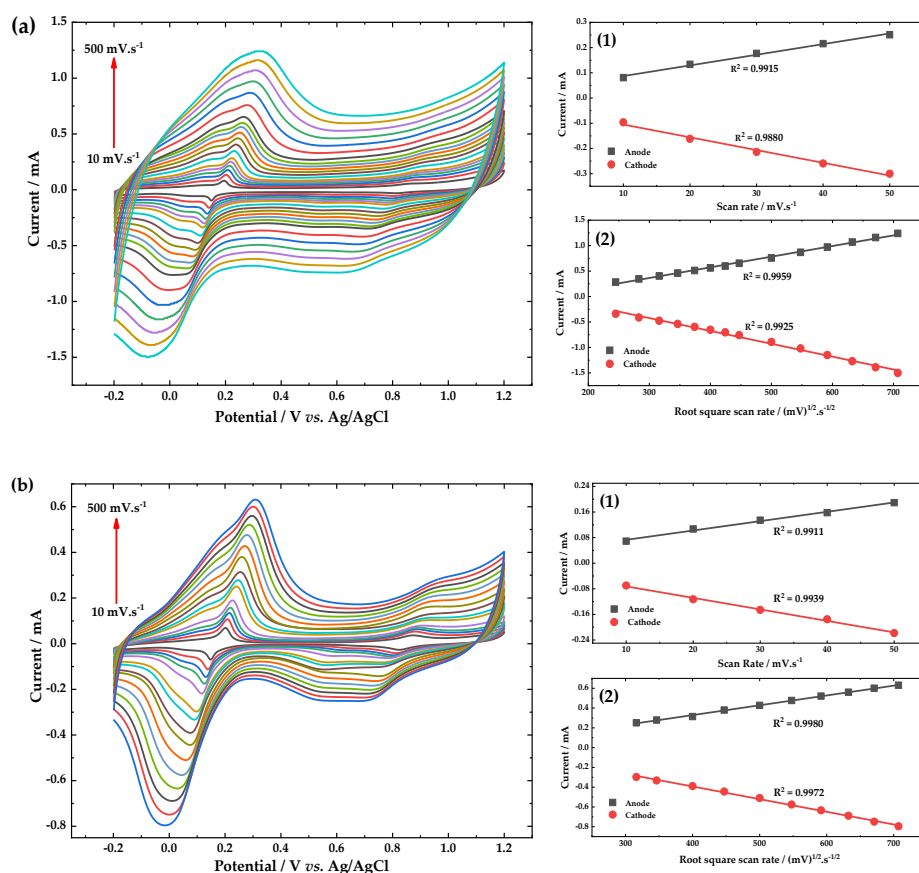 (a)
500 mV.s-1
10 mV.s-1
1.5
1.0
0.5
0.0
-0.5
-1.0
-1.5
Current / mA
-0.2 0.0 0.2 0.4 0.6 0.8 1.0 1.2
Potential / V vs. Ag/AgCl
(1)
0.5
0.3
0.1
-0.1
-0.3
Current / mA
R2 = 0.9915
R2 = 0.9880
Anode
Cathode
10 20 30 40 50
Scan rate / mV.s-1
(2)
1.5
0.5
-0.5
-1.5
Current / mA
R2 = 0.9959
R2 = 0.9925
Anode
Cathode
200 300 400 500 600 700
Root square scan rate / (mV)1/2.s-1/2
(b)
500 mV.s-1
10 mV.s-1
0.6
0.4
0.2
0.0
-0.2
-0.4
-0.6
-0.8
Current / mA
-0.2 0.0 0.2 0.4 0.6 0.8 1.0 1.2
Potential / V vs. Ag/AgCl
(1)
0.24
0.16
0.08
0.00
-0.08
-0.16
-0.24
Current / mA
R2 = 0.9911
R2 = 0.9939
Anode
Cathode
10 20 30 40 50
Scan Rate / mV.s-1
(2)
0.6
0.4
0.2
0.0
-0.2
-0.4
-0.6
-0.8
Current / mA
R2 = 0.9980
R2 = 0.9972
Anode
Cathode
300 400 500 600 700
Root square scan rate / (mV)1/2.s-1/2